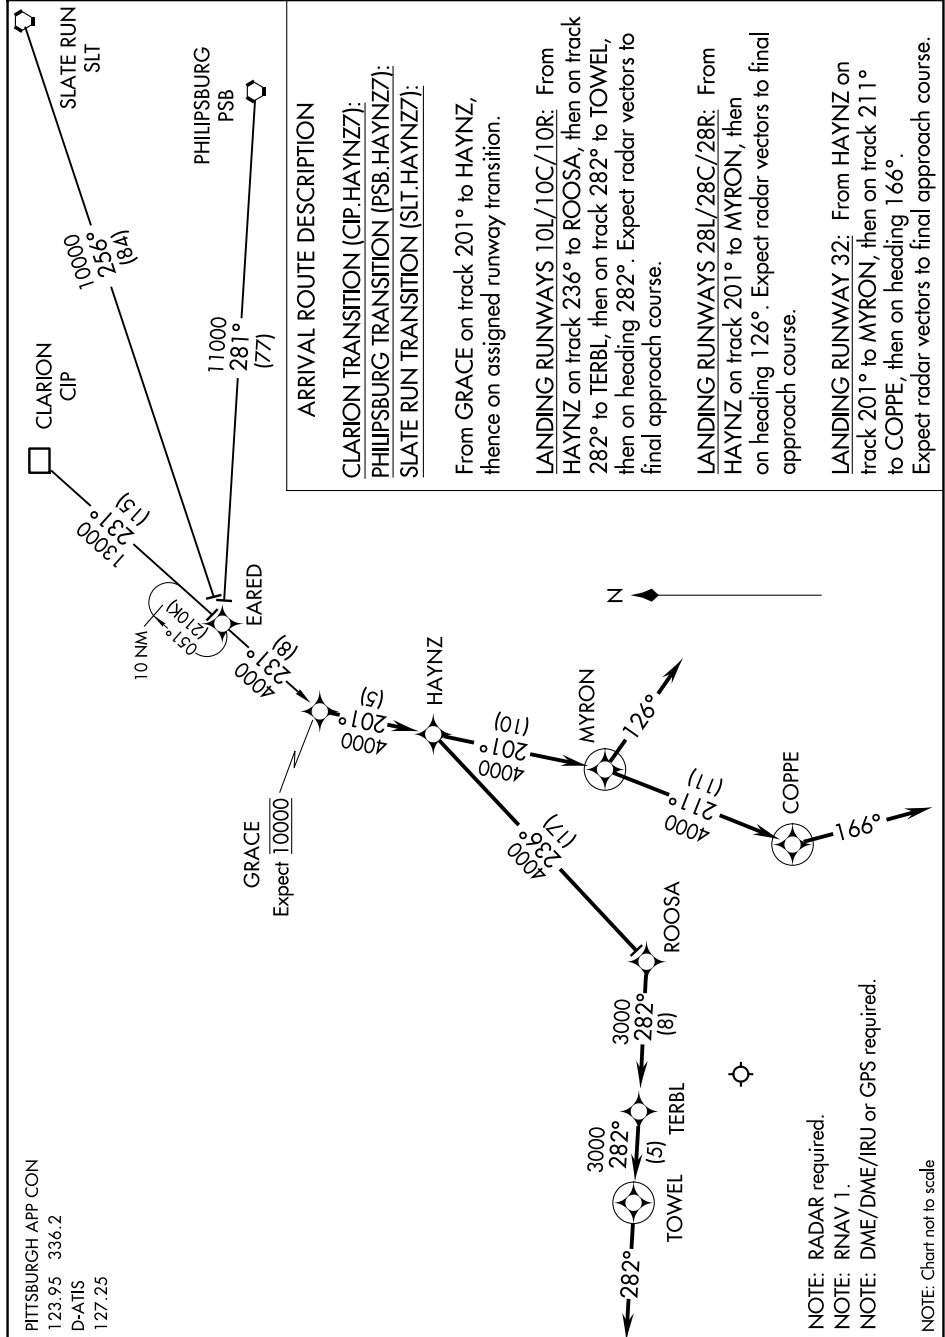 PITTSBURGH APP CON
123.95 336.2
D-ATIS
127.25
SLATE RUN
SLT
PHILIPSBURG
PSB
CLARION
CIP
10000
256°
(84)
11000
281°
(77)
13000
231°
(15)
10 NM
051°
(210K)
EARED
4000
231°
(8)
GRACE
Expect 10000
4000
201°
(5)
HAYNZ
4000
201°
(10)
MYRON
126°
4000
211°
(11)
COPPE
166°
4000
236°
(17)
ROOSA
3000
282°
(8)
TERBL
3000
282°
(5)
TOWEL
282°
N
ARRIVAL ROUTE DESCRIPTION
CLARION TRANSITION (CIP.HAYNZ7):
PHILIPSBURG TRANSITION (PSB.HAYNZ7):
SLATE RUN TRANSITION (SLT.HAYNZ7):
From GRACE on track 201° to HAYNZ,
thence on assigned runway transition.
LANDING RUNWAYS 10L/10C/10R: From
HAYNZ on track 236° to ROOSA, then on track
282° to TERBL, then on track 282° to TOWEL,
then on heading 282°. Expect radar vectors to
final approach course.
LANDING RUNWAYS 28L/28C/28R: From
HAYNZ on track 201° to MYRON, then
on heading 126°. Expect radar vectors to final
approach course.
LANDING RUNWAY 32: From HAYNZ on
track 201° to MYRON, then on track 211°
to COPPE, then on heading 166°.
Expect radar vectors to final approach course.
NOTE: RADAR required.
NOTE: RNAV 1.
NOTE: DME/DME/IRU or GPS required.
NOTE: Chart not to scale